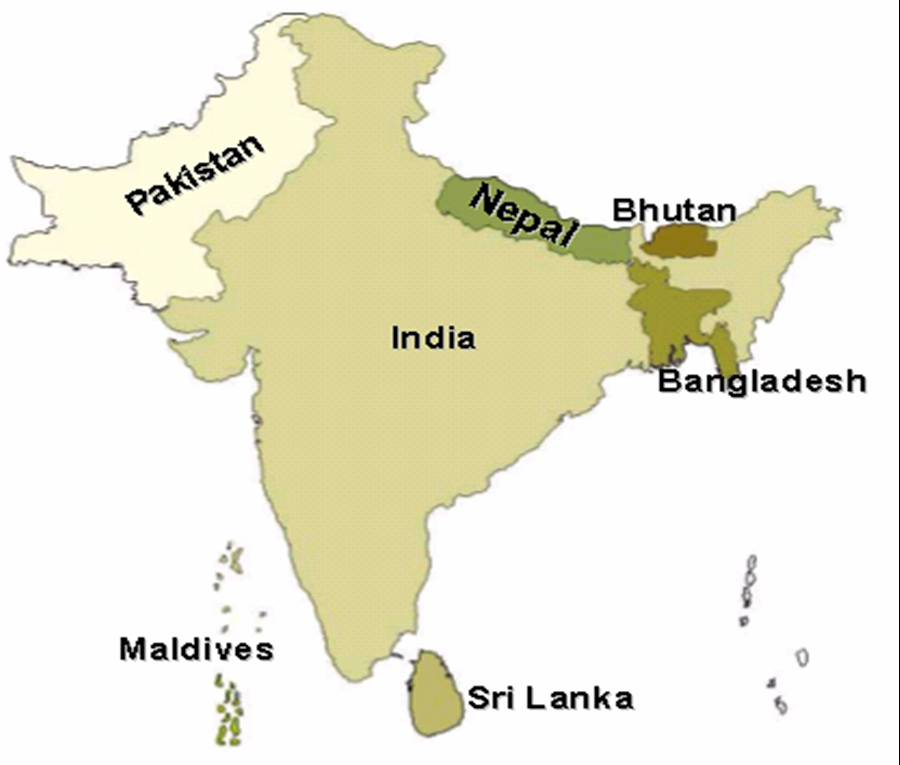 Pakistan
Nepal
Bhutan
India
Bangladesh
Maldives
Sri Lanka